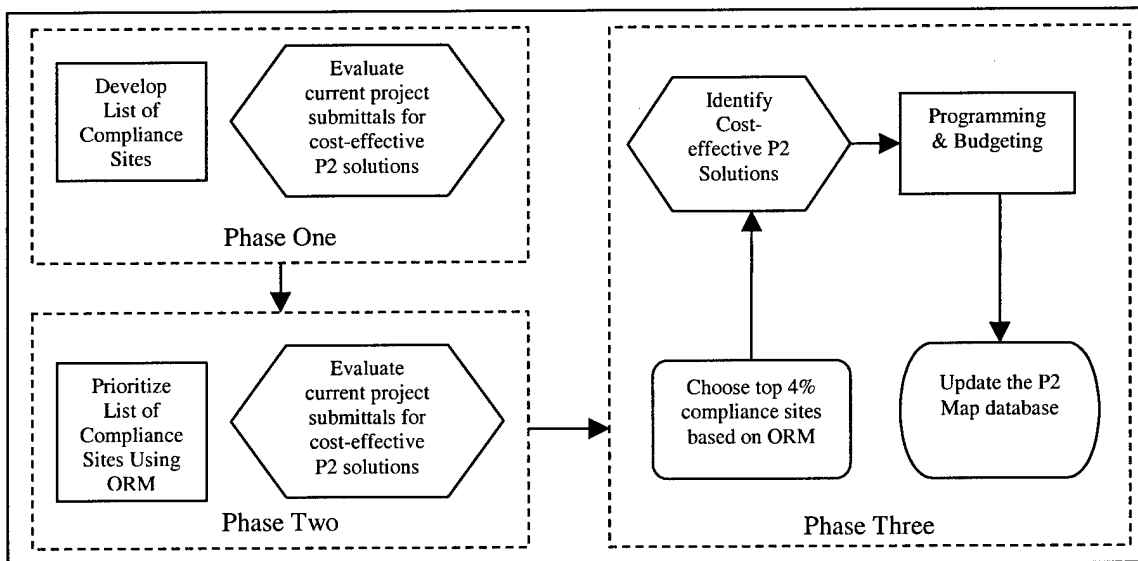 Develop
List of
Compliance
Sites
Evaluate
current project
submittals for
cost-effective
P2 solutions
Phase One
Prioritize
List of
Compliance
Sites Using
ORM
Evaluate
current project
submittals for
cost-effective
P2 solutions
Phase Two
Identify
Cost-
effective P2
Solutions
Programming
& Budgeting
Choose top 4%
compliance sites
based on ORM
Update the P2
Map database
Phase Three